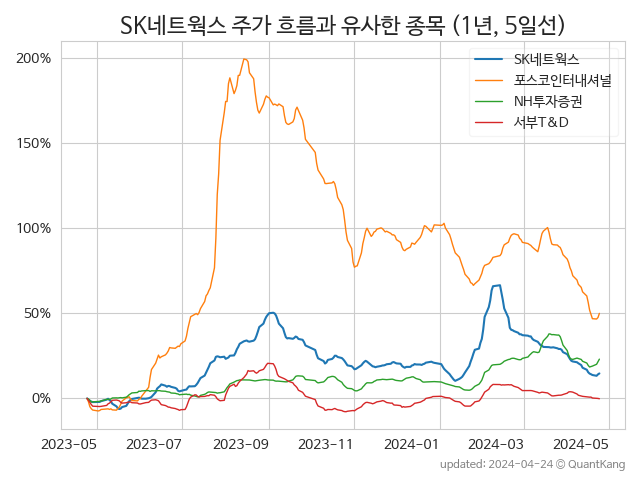 SK네트웍스 주가 흐름과 유사한 종목 (1년, 5일선)
SK네트웍스
포스코인터내셔널
NH투자증권
서부T&D
200%
150%
100%
50%
0%
2023-05 2023-07 2023-09 2023-11 2024-01 2024-03 2024-05
updated: 2024-04-24 © QuantKang